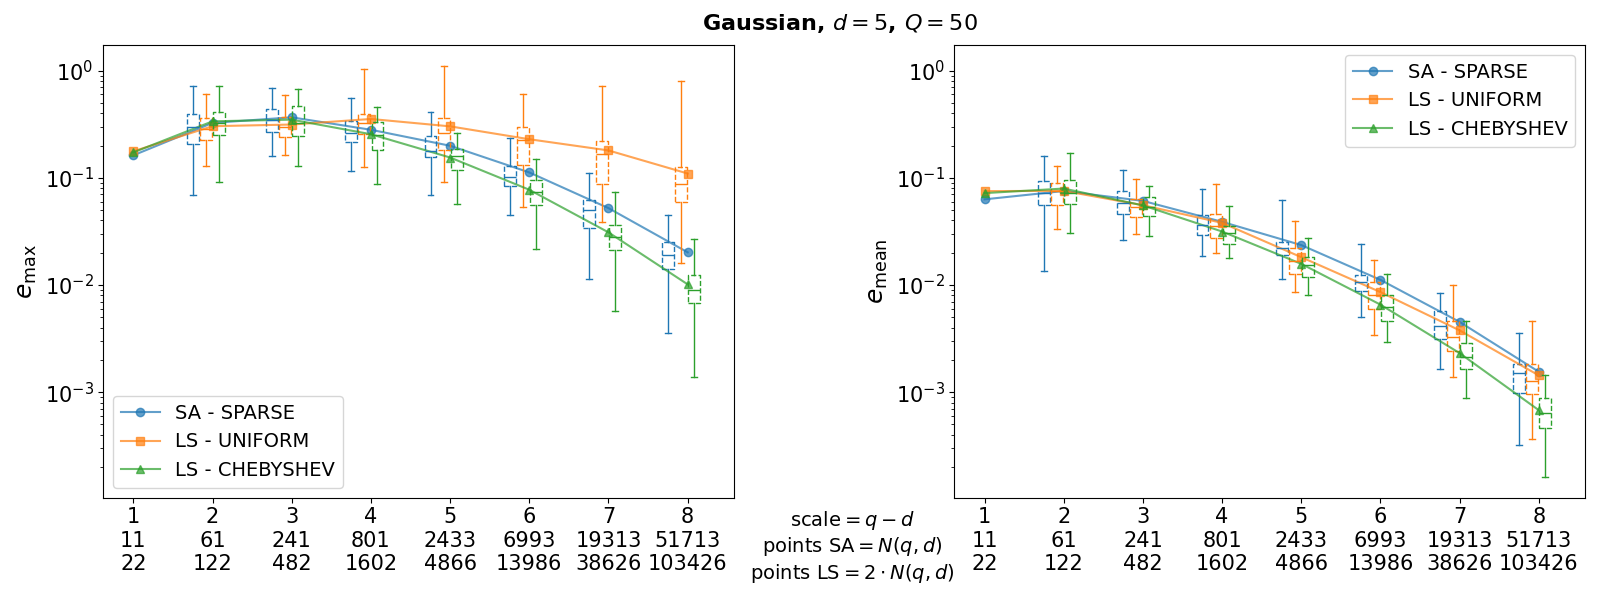 Gaussian, d = 5, Q = 50
10^0
10^-1
10^-2
10^-3
e_max
SA - SPARSE
LS - UNIFORM
LS - CHEBYSHEV
1 2 3 4 5 6 7 8
11 61 241 801 2433 6993 19313 51713
22 122 482 1602 4866 13986 38626 103426
scale = q − d
points SA = N(q, d)
points LS = 2 · N(q, d)
10^0
10^-1
10^-2
10^-3
e_mean
SA - SPARSE
LS - UNIFORM
LS - CHEBYSHEV
1 2 3 4 5 6 7 8
11 61 241 801 2433 6993 19313 51713
22 122 482 1602 4866 13986 38626 103426